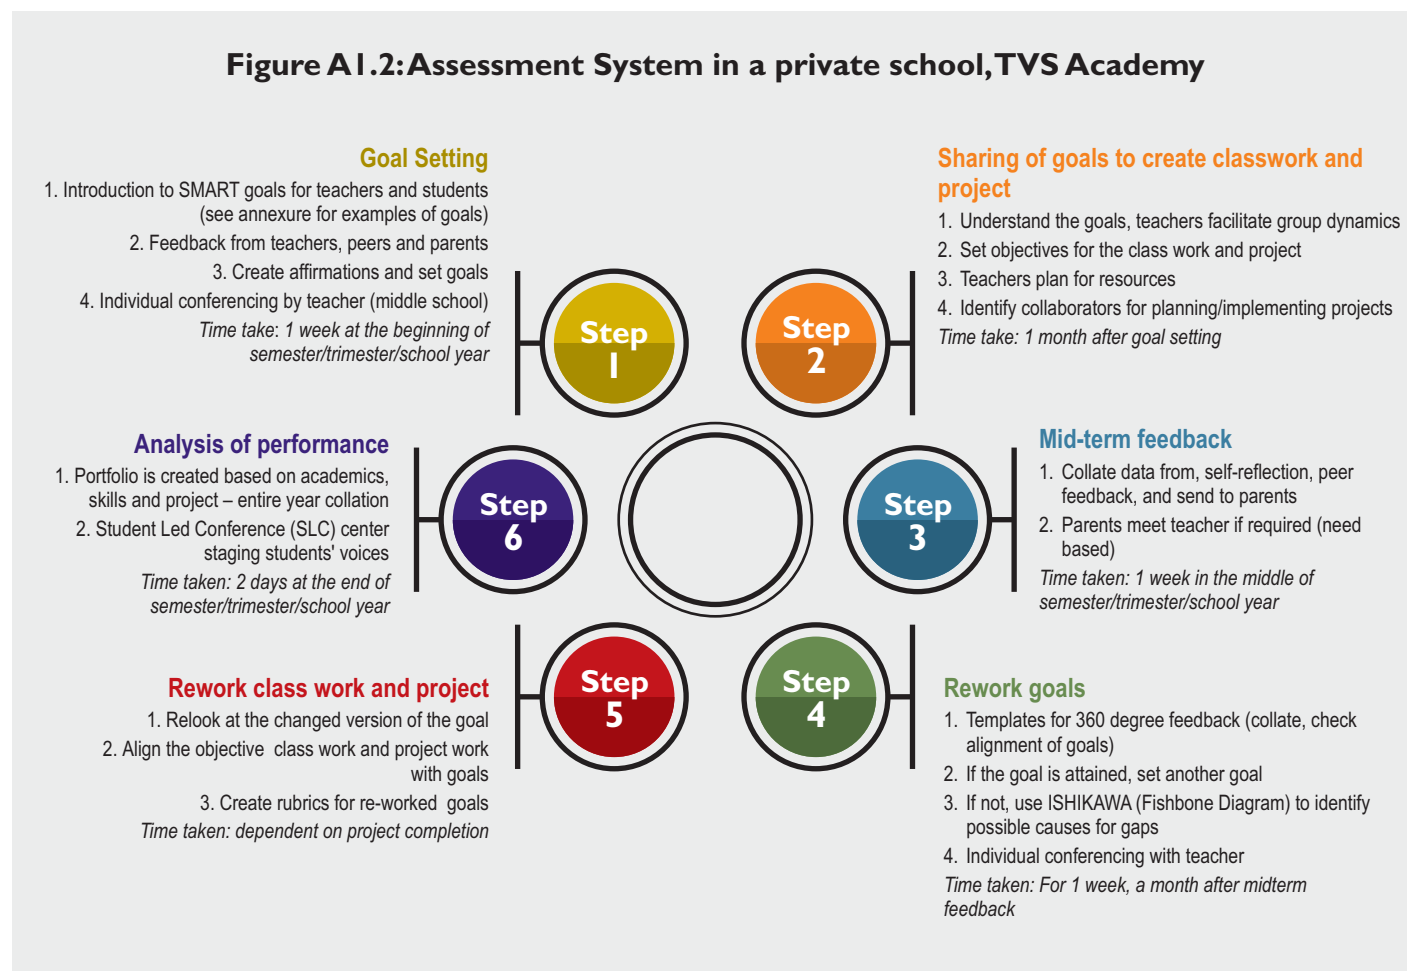 Figure A1.2: Assessment System in a private school, TVS Academy
Goal Setting
1. Introduction to SMART goals for teachers and students
(see annexure for examples of goals)
2. Feedback from teachers, peers and parents
3. Create affirmations and set goals
4. Individual conferencing by teacher (middle school)
Time take: 1 week at the beginning of
semester/trimester/school year
Step
1
Sharing of goals to create classwork and
project
1. Understand the goals, teachers facilitate group dynamics
2. Set objectives for the class work and project
3. Teachers plan for resources
4. Identify collaborators for planning/implementing projects
Time take: 1 month after goal setting
Step
2
Mid-term feedback
1. Collate data from, self-reflection, peer
feedback, and send to parents
2. Parents meet teacher if required (need
based)
Time taken: 1 week in the middle of
semester/trimester/school year
Step
3
Rework goals
1. Templates for 360 degree feedback (collate, check
alignment of goals)
2. If the goal is attained, set another goal
3. If not, use ISHIKAWA (Fishbone Diagram) to identify
possible causes for gaps
4. Individual conferencing with teacher
Time taken: For 1 week, a month after midterm
feedback
Step
4
Rework class work and project
1. Relook at the changed version of the goal
2. Align the objective class work and project work
with goals
3. Create rubrics for re-worked goals
Time taken: dependent on project completion
Step
5
Analysis of performance
1. Portfolio is created based on academics,
skills and project – entire year collation
2. Student Led Conference (SLC) center
staging students' voices
Time taken: 2 days at the end of
semester/trimester/school year
Step
6